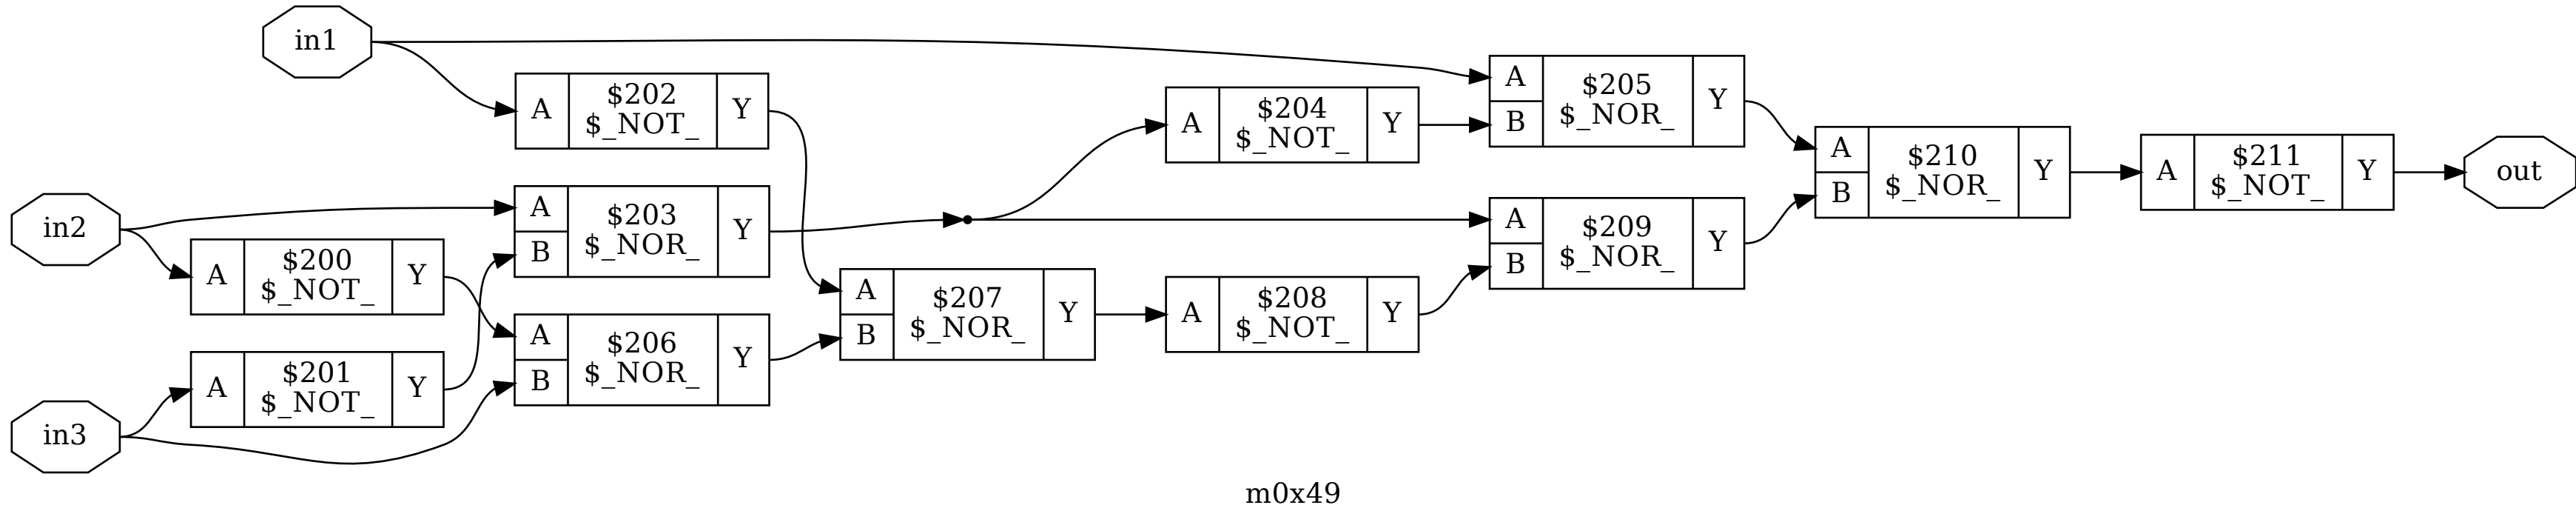 in1
A $202 $_NOT_ Y
in2
A B $203 $_NOR_ Y
A $200 $_NOT_ Y
in3
A $201 $_NOT_ Y
A B $206 $_NOR_ Y
A B $207 $_NOR_ Y
A $204 $_NOT_ Y
A $208 $_NOT_ Y
A B $205 $_NOR_ Y
A B $209 $_NOR_ Y
A B $210 $_NOR_ Y
A $211 $_NOT_ Y
out
m0x49